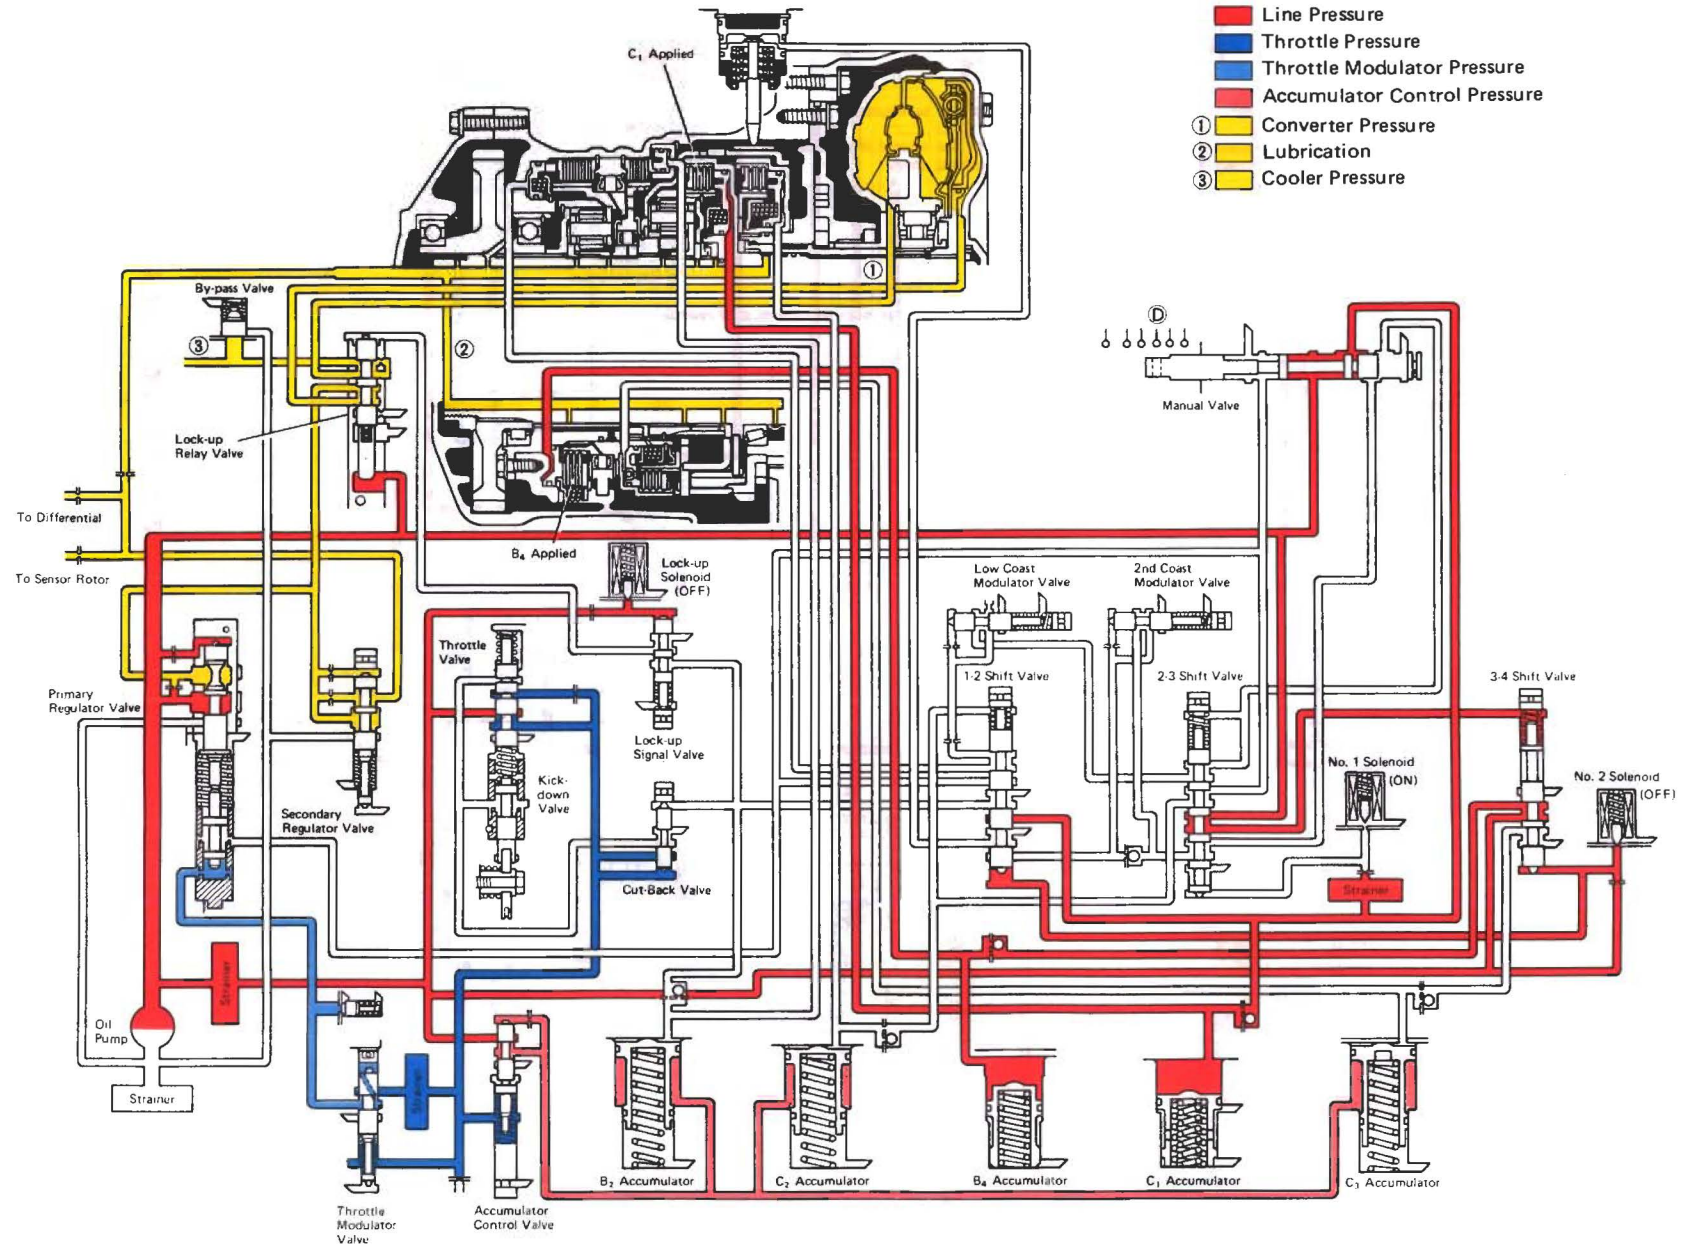 Line Pressure
Throttle Pressure
Throttle Modulator Pressure
Accumulator Control Pressure
① Converter Pressure
② Lubrication
③ Cooler Pressure
C₁ Applied
①
By-pass Valve
③
②
D
Manual Valve
Lock-up
Relay Valve
To Differential
B₄ Applied
To Sensor Rotor
Lock-up
Solenoid
(OFF)
Low Coast
Modulator Valve
2nd Coast
Modulator Valve
Throttle
Valve
Primary
Regulator Valve
1-2 Shift Valve
2-3 Shift Valve
3-4 Shift Valve
Lock-up
Signal Valve
No. 1 Solenoid
(ON)
No. 2 Solenoid
(OFF)
Kick-
down
Valve
Secondary
Regulator Valve
Cut-Back Valve
Strainer
Strainer
Oil
Pump
Strainer
Strainer
B₂ Accumulator
C₂ Accumulator
B₄ Accumulator
C₁ Accumulator
C₃ Accumulator
Throttle
Modulator
Valve
Accumulator
Control Valve